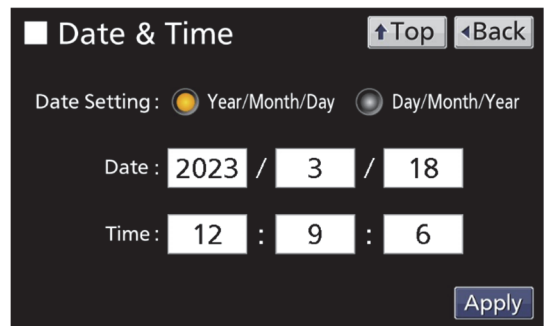 Date & Time
Top Back
Date Setting : Year/Month/Day Day/Month/Year
Date : 2023 / 3 / 18
Time : 12 : 9 : 6
Apply